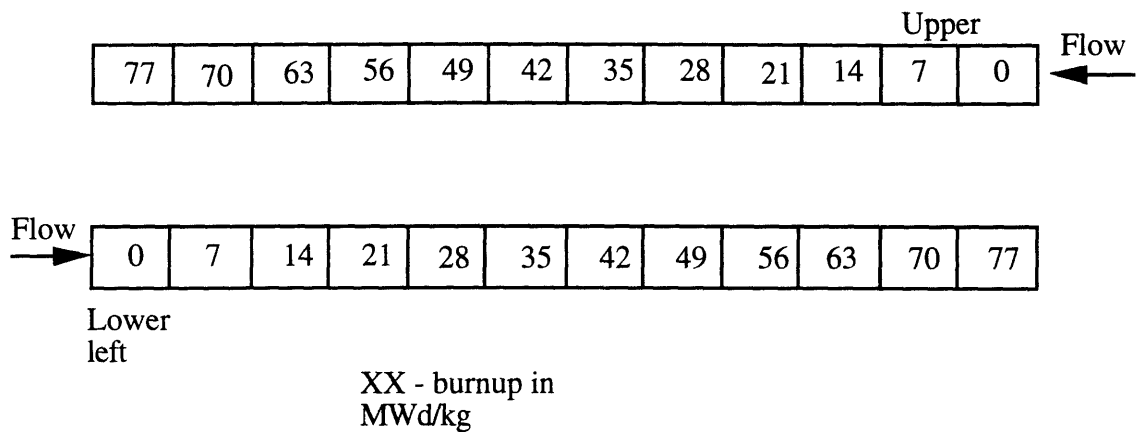 Upper
Flow
77 70 63 56 49 42 35 28 21 14 7 0
Flow
0 7 14 21 28 35 42 49 56 63 70 77
Lower
left
XX - burnup in
MWd/kg